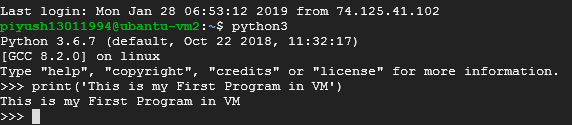 Last login: Mon Jan 28 06:53:12 2019 from 74.125.41.102
piyush13011994@ubantu-vm2:~$ python3
Python 3.6.7 (default, Oct 22 2018, 11:32:17)
[GCC 8.2.0] on linux
Type "help", "copyright", "credits" or "license" for more information.
>>> print('This is my First Program in VM')
This is my First Program in VM
>>>